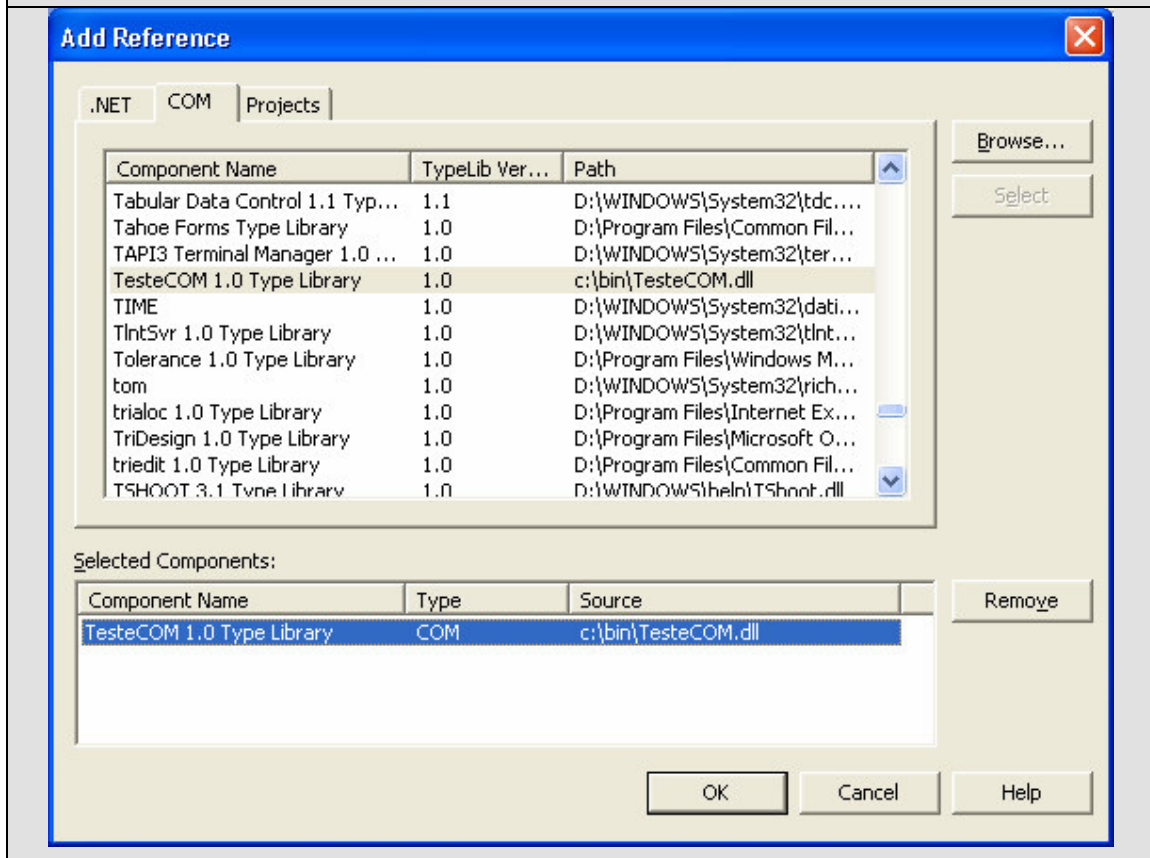 Add Reference
.NET COM Projects
Browse...
Select
Component Name TypeLib Ver... Path
Tabular Data Control 1.1 Typ... 1.1 D:\WINDOWS\System32\tdc....
Tahoe Forms Type Library 1.0 D:\Program Files\Common Fil...
TAPI3 Terminal Manager 1.0 ... 1.0 D:\WINDOWS\System32\ter...
TesteCOM 1.0 Type Library 1.0 c:\bin\TesteCOM.dll
TIME 1.0 D:\WINDOWS\System32\dati...
TlntSvr 1.0 Type Library 1.0 D:\WINDOWS\System32\tlnt...
Tolerance 1.0 Type Library 1.0 D:\Program Files\Windows M...
tom 1.0 D:\WINDOWS\System32\rich...
trialoc 1.0 Type Library 1.0 D:\Program Files\Internet Ex...
TriDesign 1.0 Type Library 1.0 D:\Program Files\Microsoft O...
triedit 1.0 Type Library 1.0 D:\Program Files\Common Fil...
TSHOOT 3.1 Type Library 1.0 D:\WINDOWS\help\TShoot.dll
Selected Components:
Component Name Type Source
Remove
TesteCOM 1.0 Type Library COM c:\bin\TesteCOM.dll
OK Cancel Help